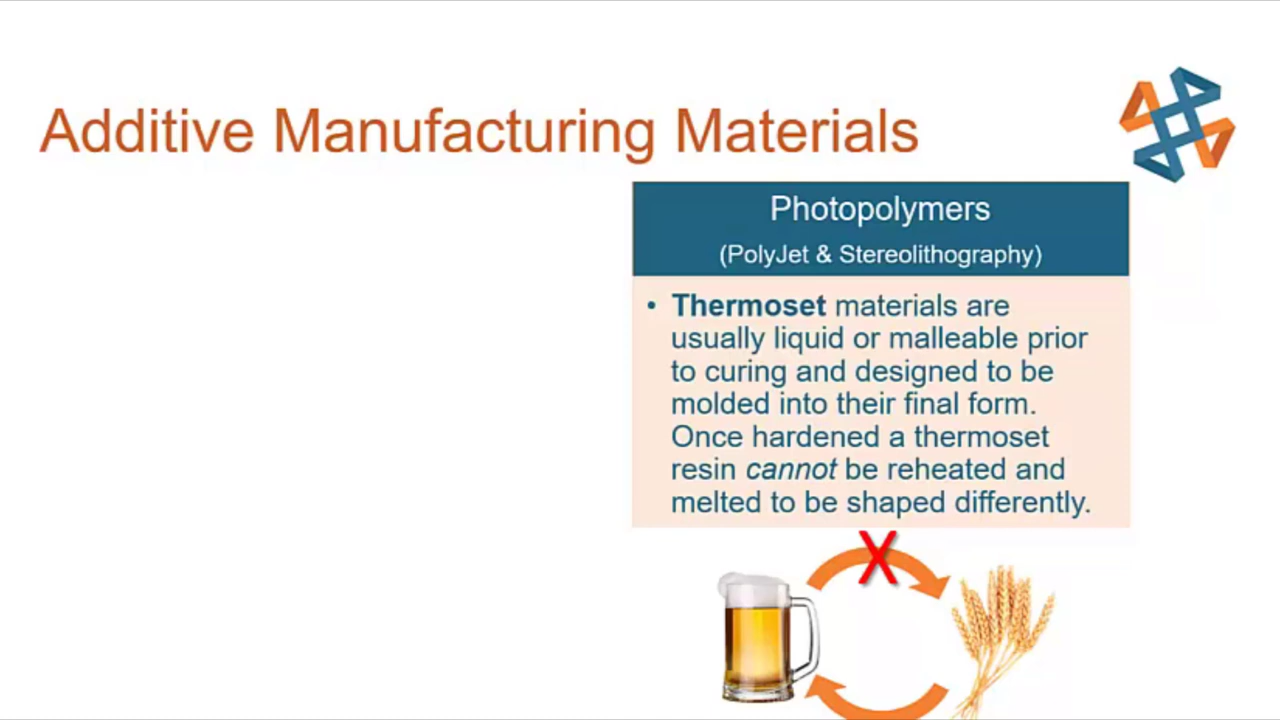 Additive Manufacturing Materials
Photopolymers
(PolyJet & Stereolithography)
• Thermoset materials are
usually liquid or malleable prior
to curing and designed to be
molded into their final form.
Once hardened a thermoset
resin cannot be reheated and
melted to be shaped differently.
X